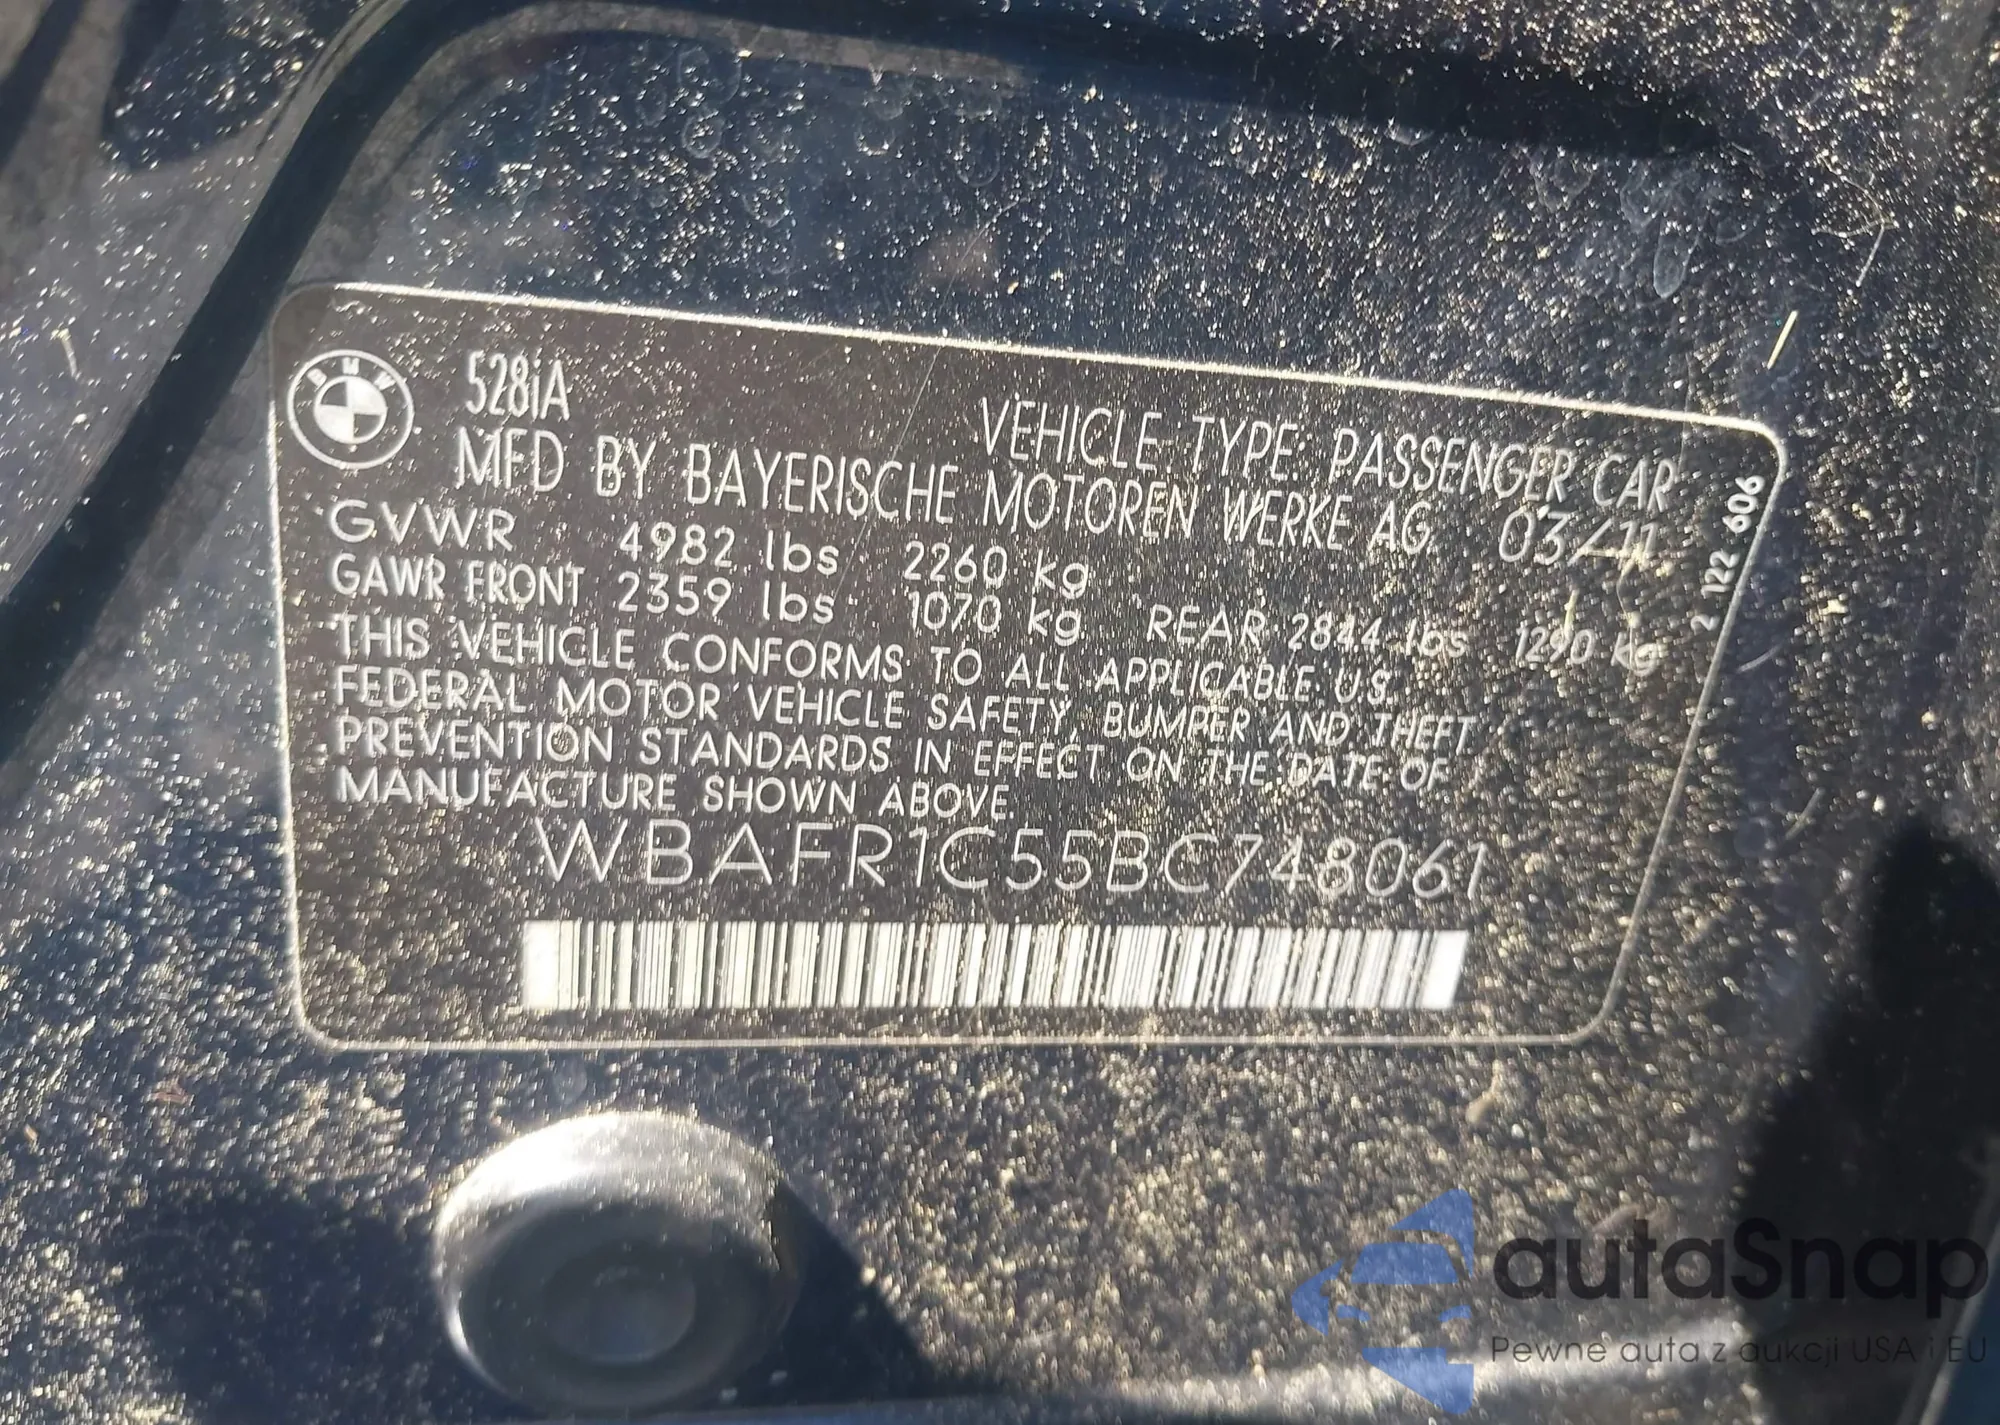 BMW
528iA
VEHICLE TYPE: PASSENGER CAR
MFD BY BAYERISCHE MOTOREN WERKE AG 03/11
GVWR 4982 lbs 2260 kg
GAWR FRONT 2359 lbs 1070 kg REAR 2844 lbs 1290 kg
THIS VEHICLE CONFORMS TO ALL APPLICABLE U.S.
FEDERAL MOTOR VEHICLE SAFETY, BUMPER AND THEFT
PREVENTION STANDARDS IN EFFECT ON THE DATE OF
MANUFACTURE SHOWN ABOVE.
WBAFR1C55BC748061
2 122 606
autaSnap
Pewne auta z aukcji USA i EU